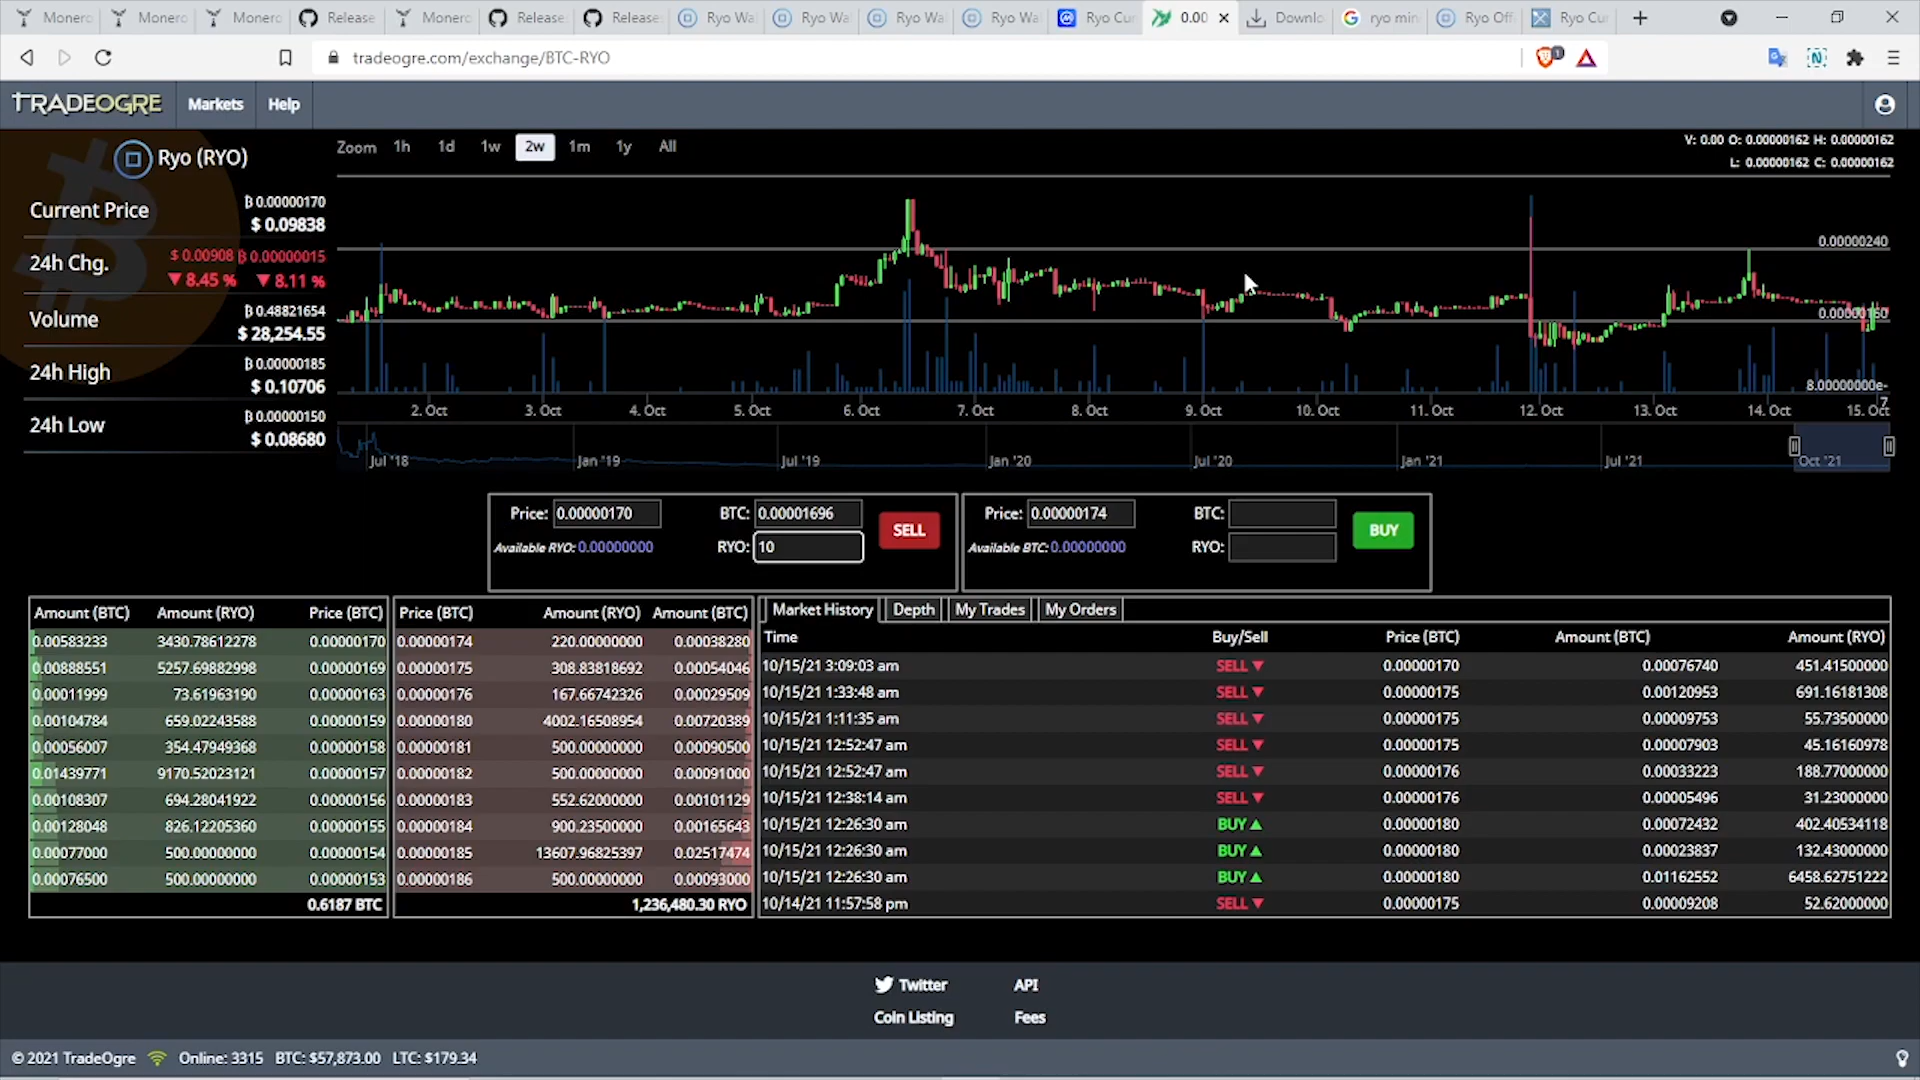 Monero Monero Monero Release Monero Release Release Ryo Wa Ryo Wa Ryo Wa Ryo Wa Ryo Cur 0.00 Downlo ryo min Ryo Off Ryo Cur
tradeogre.com/exchange/BTC-RYO 1
TRADEOGRE Markets Help
Ryo (RYO)
Zoom 1h 1d 1w 2w 1m 1y All
V: 0.00 O: 0.00000162 H: 0.00000162
L: 0.00000162 C: 0.00000162
Current Price ₿ 0.00000170
$ 0.09838
24h Chg. $ 0.00908 ₿ 0.00000015
▼ 8.45 % ▼ 8.11 %
Volume ₿ 0.48821654
$ 28,254.55
24h High ₿ 0.00000185
$ 0.10706
24h Low ₿ 0.00000150
$ 0.08680
0.00000240
0.00000160
8.00000000e-
7
2. Oct 3. Oct 4. Oct 5. Oct 6. Oct 7. Oct 8. Oct 9. Oct 10. Oct 11. Oct 12. Oct 13. Oct 14. Oct 15. Oct
Jul '18 Jan '19 Jul '19 Jan '20 Jul '20 Jan '21 Jul '21 Oct '21
Price: 0.00000170 BTC: 0.00001696 SELL
Available RYO: 0.00000000 RYO: 10
Price: 0.00000174 BTC: BUY
Available BTC: 0.00000000 RYO:
Amount (BTC) Amount (RYO) Price (BTC)
0.00583233 3430.78612278 0.00000170
0.00888551 5257.69882998 0.00000169
0.00011999 73.61963190 0.00000163
0.00104784 659.02243588 0.00000159
0.00056007 354.47949368 0.00000158
0.01439771 9170.52023121 0.00000157
0.00108307 694.28041922 0.00000156
0.00128048 826.12205360 0.00000155
0.00077000 500.00000000 0.00000154
0.00076500 500.00000000 0.00000153
0.6187 BTC
Price (BTC) Amount (RYO) Amount (BTC)
0.00000174 220.00000000 0.00038280
0.00000175 308.83818692 0.00054046
0.00000176 167.66742326 0.00029509
0.00000180 4002.16508954 0.00720389
0.00000181 500.00000000 0.00090500
0.00000182 500.00000000 0.00091000
0.00000183 552.62000000 0.00101129
0.00000184 900.23500000 0.00165643
0.00000185 13607.96825397 0.02517474
0.00000186 500.00000000 0.00093000
1,236,480.30 RYO
Market History Depth My Trades My Orders
Time Buy/Sell Price (BTC) Amount (BTC) Amount (RYO)
10/15/21 3:09:03 am SELL ▼ 0.00000170 0.00076740 451.41500000
10/15/21 1:33:48 am SELL ▼ 0.00000175 0.00120953 691.16181308
10/15/21 1:11:35 am SELL ▼ 0.00000175 0.00009753 55.73500000
10/15/21 12:52:47 am SELL ▼ 0.00000175 0.00007903 45.16160978
10/15/21 12:52:47 am SELL ▼ 0.00000176 0.00033223 188.77000000
10/15/21 12:38:14 am SELL ▼ 0.00000176 0.00005496 31.23000000
10/15/21 12:26:30 am BUY ▲ 0.00000180 0.00072432 402.40534118
10/15/21 12:26:30 am BUY ▲ 0.00000180 0.00023837 132.43000000
10/15/21 12:26:30 am BUY ▲ 0.00000180 0.01162552 6458.62751222
10/14/21 11:57:58 pm SELL ▼ 0.00000175 0.00009208 52.62000000
Twitter API
Coin Listing Fees
© 2021 TradeOgre Online: 3315 BTC: $57,873.00 LTC: $179.34